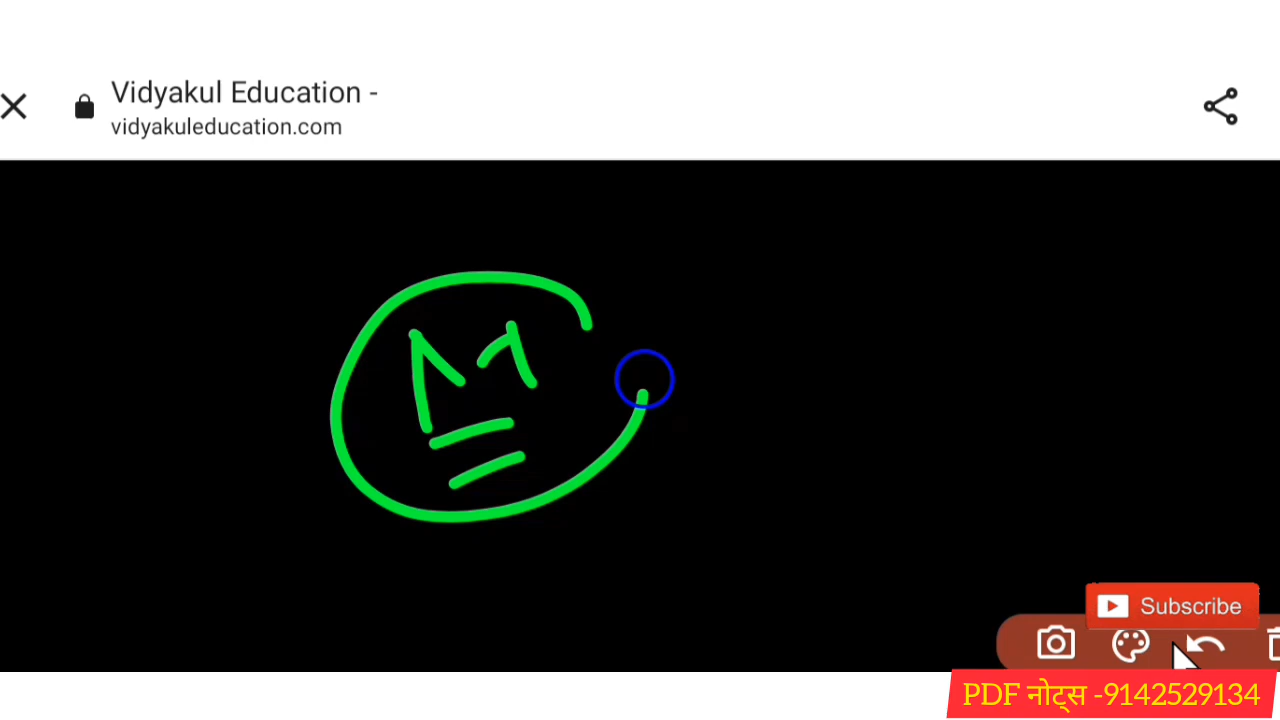 Vidyakul Education -
vidyakuleducation.com
Subscribe
PDF नोट्स -9142529134